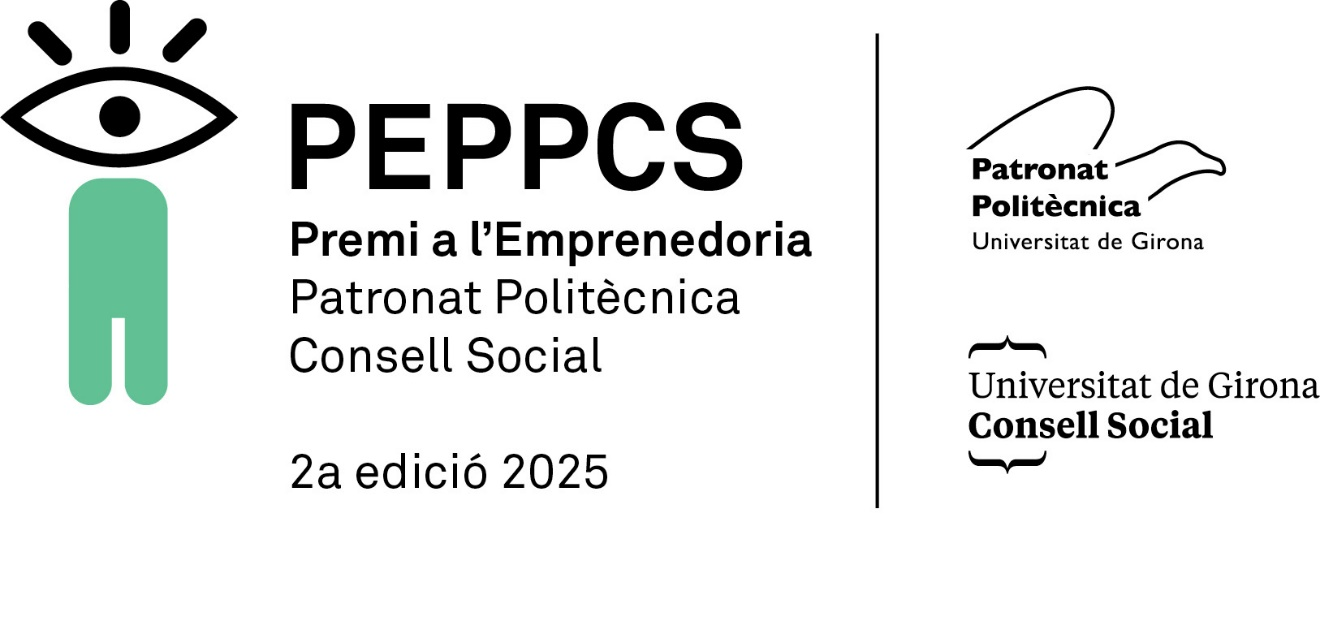 PEPPCS
Premi a l’Emprenedoria
Patronat Politècnica
Consell Social
2a edició 2025
Patronat
Politècnica
Universitat de Girona
Universitat de Girona
Consell Social